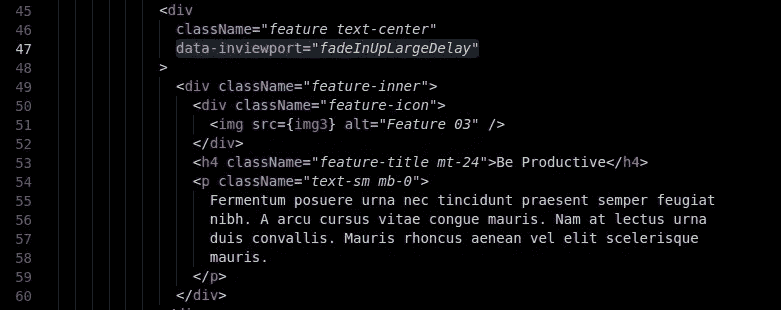 45 <div
46 className="feature text-center"
47 data-inviewport="fadeInUpLargeDelay"
48 >
49 <div className="feature-inner">
50 <div className="feature-icon">
51 <img src={img3} alt="Feature 03" />
52 </div>
53 <h4 className="feature-title mt-24">Be Productive</h4>
54 <p className="text-sm mb-0">
55 Fermentum posuere urna nec tincidunt praesent semper feugiat
56 nibh. A arcu cursus vitae congue mauris. Nam at lectus urna
57 duis convallis. Mauris rhoncus aenean vel elit scelerisque
58 mauris.
59 </p>
60 </div>